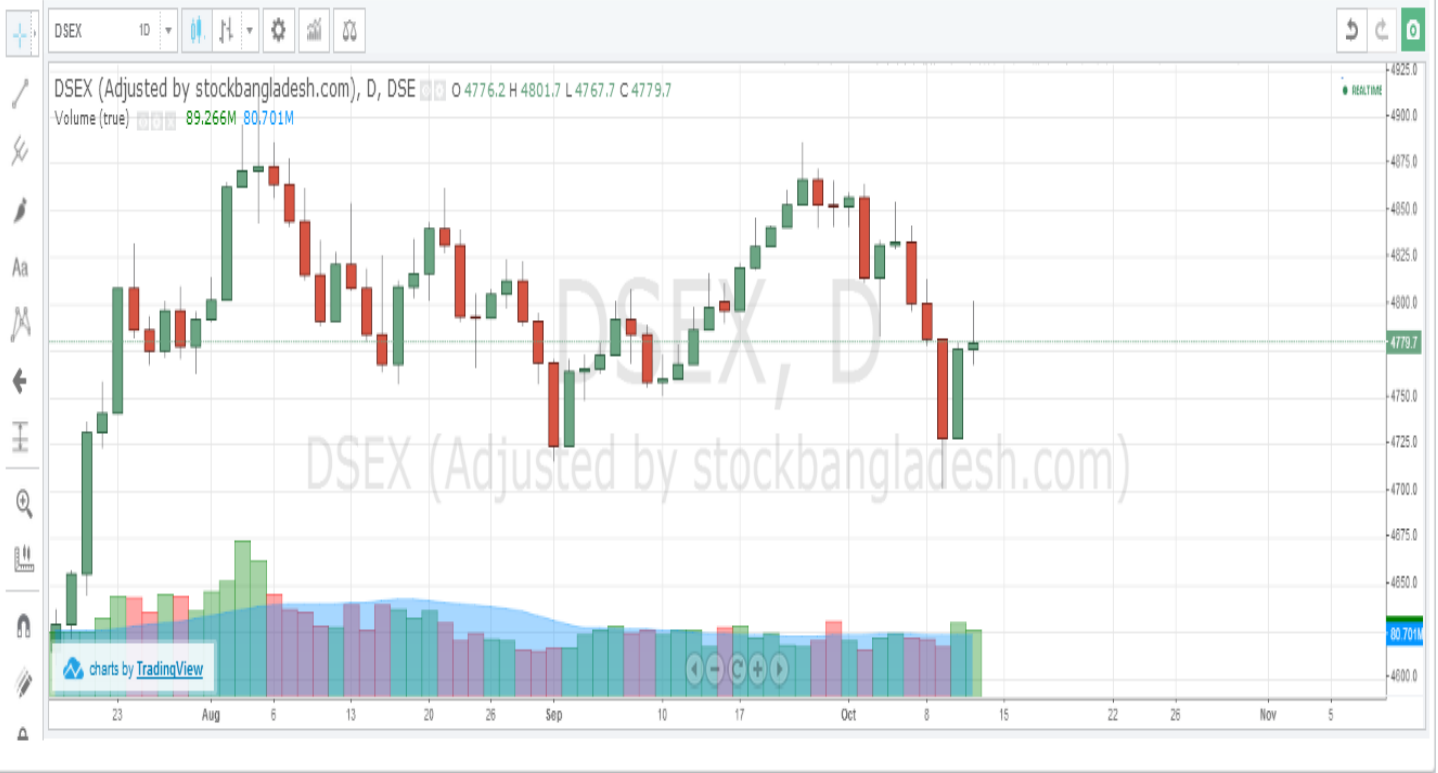 DSEX 1D
DSEX (Adjusted by stockbangladesh.com), D, DSE O 4776.2 H 4801.7 L 4767.7 C 4779.7
Volume (true) 89.266M 80.701M
REALTIME
Aa
DSEX, D
DSEX (Adjusted by stockbangladesh.com)
4925.0
4900.0
4875.0
4850.0
4825.0
4800.0
4779.7
4750.0
4725.0
4700.0
4675.0
4650.0
80.701M
4600.0
charts by TradingView
23 Aug 6 13 20 26 Sep 10 17 Oct 8 15 22 26 Nov 5